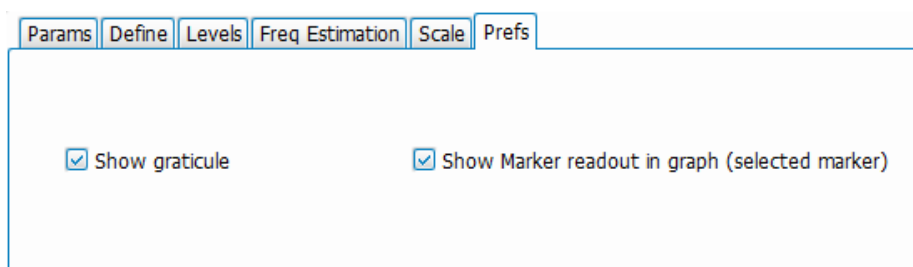 Params Define Levels Freq Estimation Scale Prefs
Show graticule Show Marker readout in graph (selected marker)